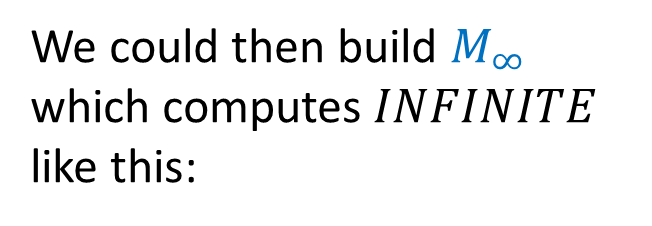 We could then build M∞
which computes INFINITE
like this: